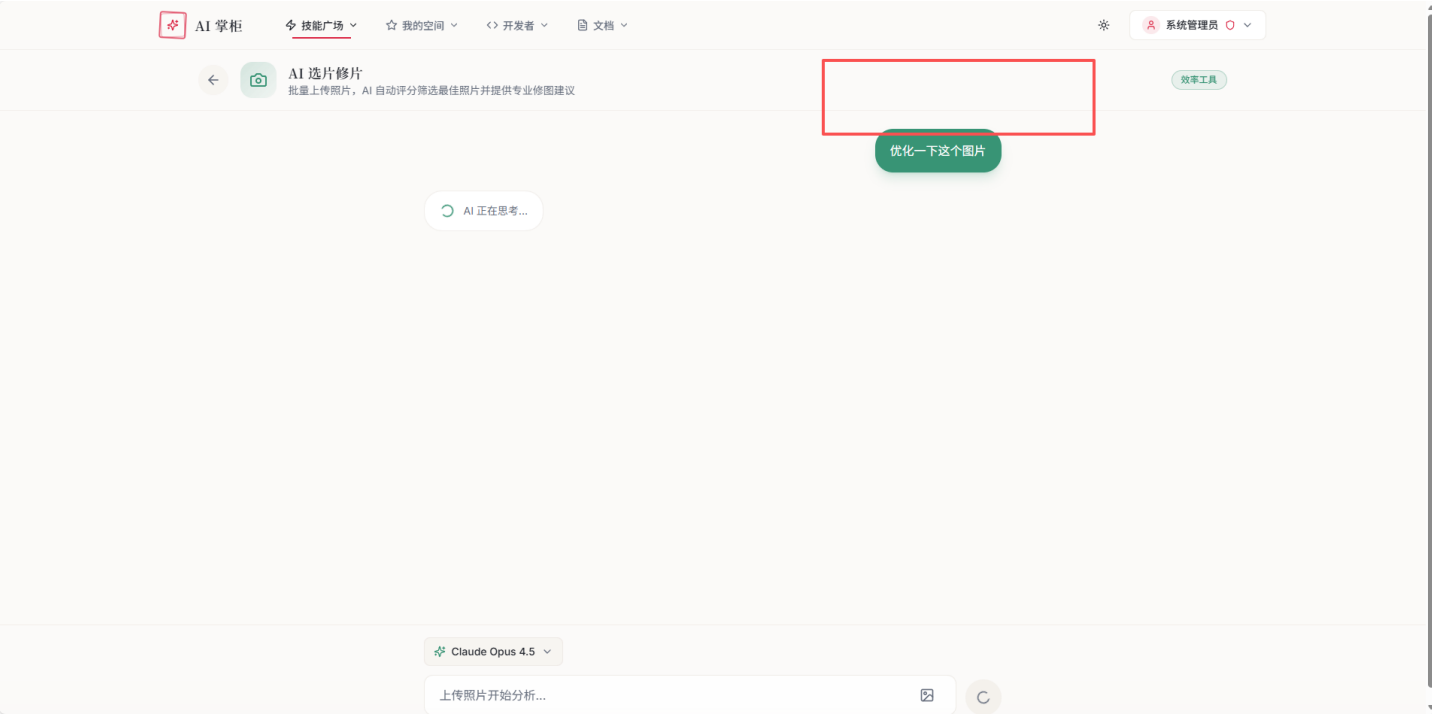 AI 掌柜
技能广场
我的空间
开发者
文档
系统管理员
AI 选片修片
批量上传照片，AI 自动评分筛选最佳照片并提供专业修图建议
效率工具
优化一下这个图片
AI 正在思考...
Claude Opus 4.5
上传照片开始分析...